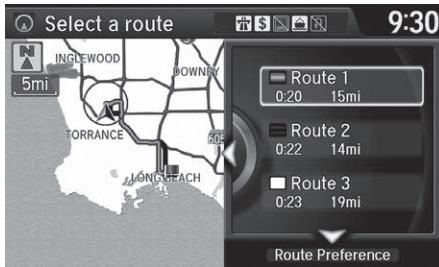 Select a route $ 9:30
N
5mi
INGLEWOOD
DOWNEY
TORRANCE
605
LONG BEACH
Route 1
0:20 15mi
Route 2
0:22 14mi
Route 3
0:23 19mi
Route Preference